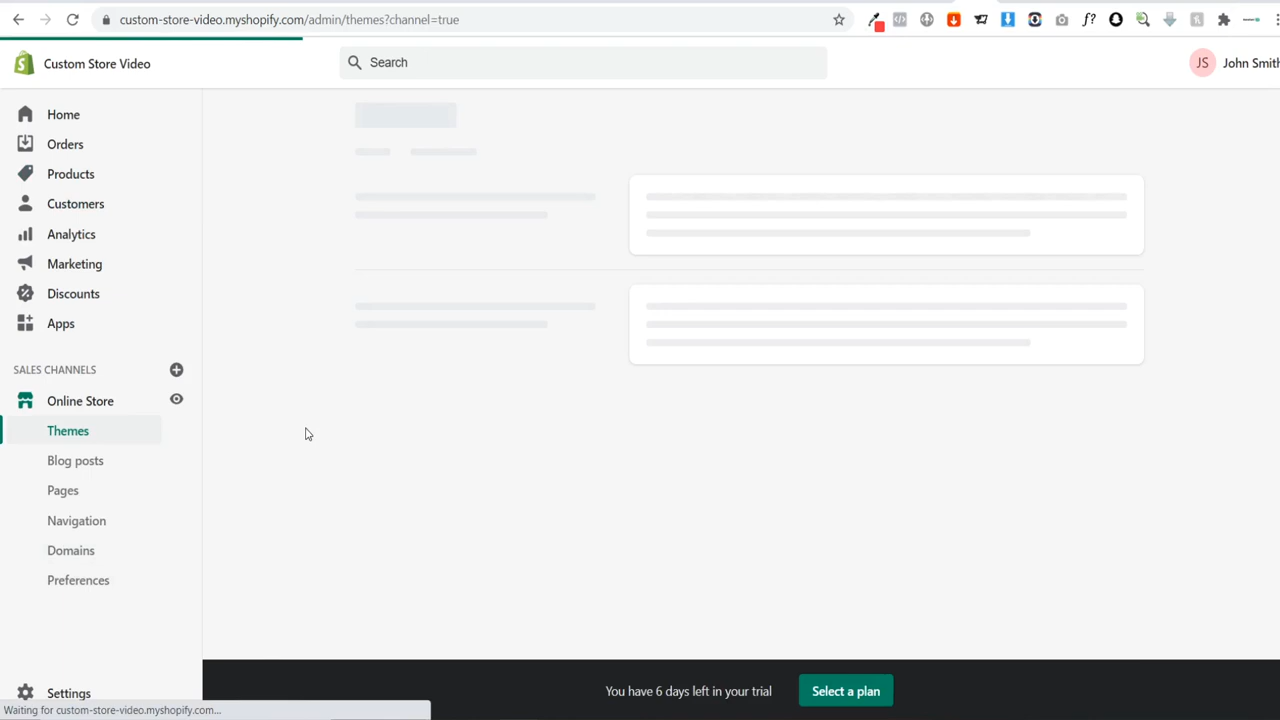 custom-store-video.myshopify.com/admin/themes?channel=true
f?
Custom Store Video
Search
JS
John Smith
Home
Orders
Products
Customers
Analytics
Marketing
Discounts
Apps
SALES CHANNELS
Online Store
Themes
Blog posts
Pages
Navigation
Domains
Preferences
Settings
You have 6 days left in your trial
Select a plan
Waiting for custom-store-video.myshopify.com...